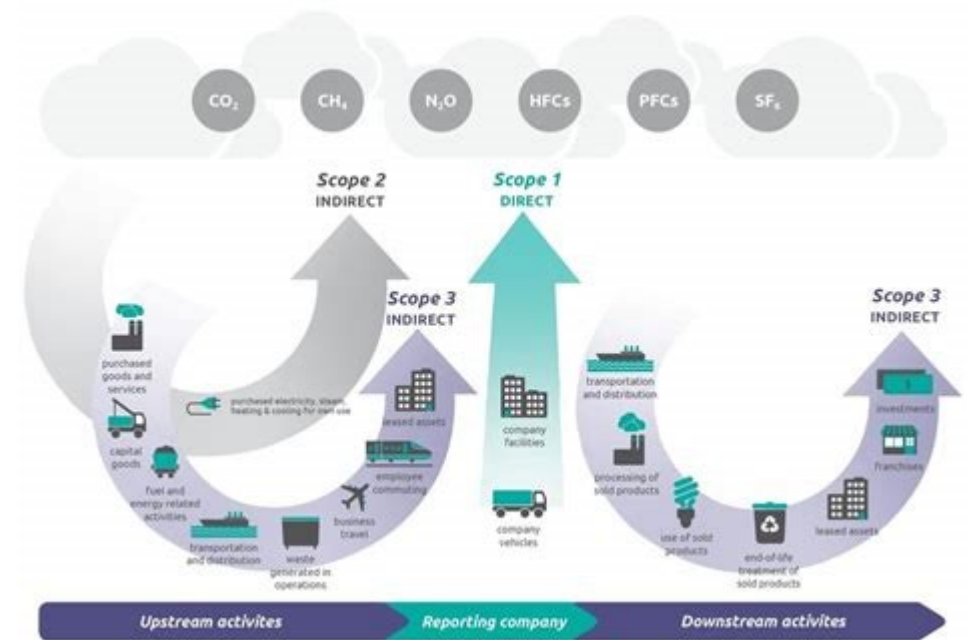 CO₂
CH₄
N₂O
HFCs
PFCs
SF₆
Scope 2
INDIRECT
Scope 1
DIRECT
Scope 3
INDIRECT
Scope 3
INDIRECT
purchased
goods and
services
capital
goods
fuel and
energy related
activities
transportation
and distribution
waste
generated in
operations
business
travel
employee
commuting
leased assets
purchased electricity, steam,
heating & cooling for own use
company
facilities
company
vehicles
transportation
and distribution
processing of
sold products
use of sold
products
end-of-life
treatment of
sold products
leased assets
franchises
investments
Upstream activites
Reporting company
Downstream activites